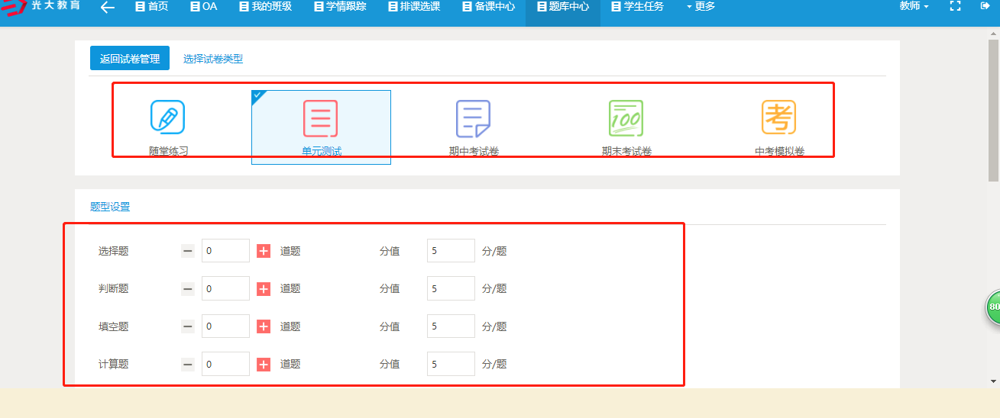 光大教育 首页 OA 我的班级 学情跟踪 排课选课 备课中心 题库中心 学生任务 更多 教师
返回试卷管理 选择试卷类型
100 考
随堂练习 单元测试 期中考试卷 期末考试卷 中考模拟卷
题型设置
选择题 0 道题 分值 5 分/题
判断题 0 道题 分值 5 分/题
80
填空题 0 道题 分值 5 分/题
计算题 0 道题 分值 5 分/题